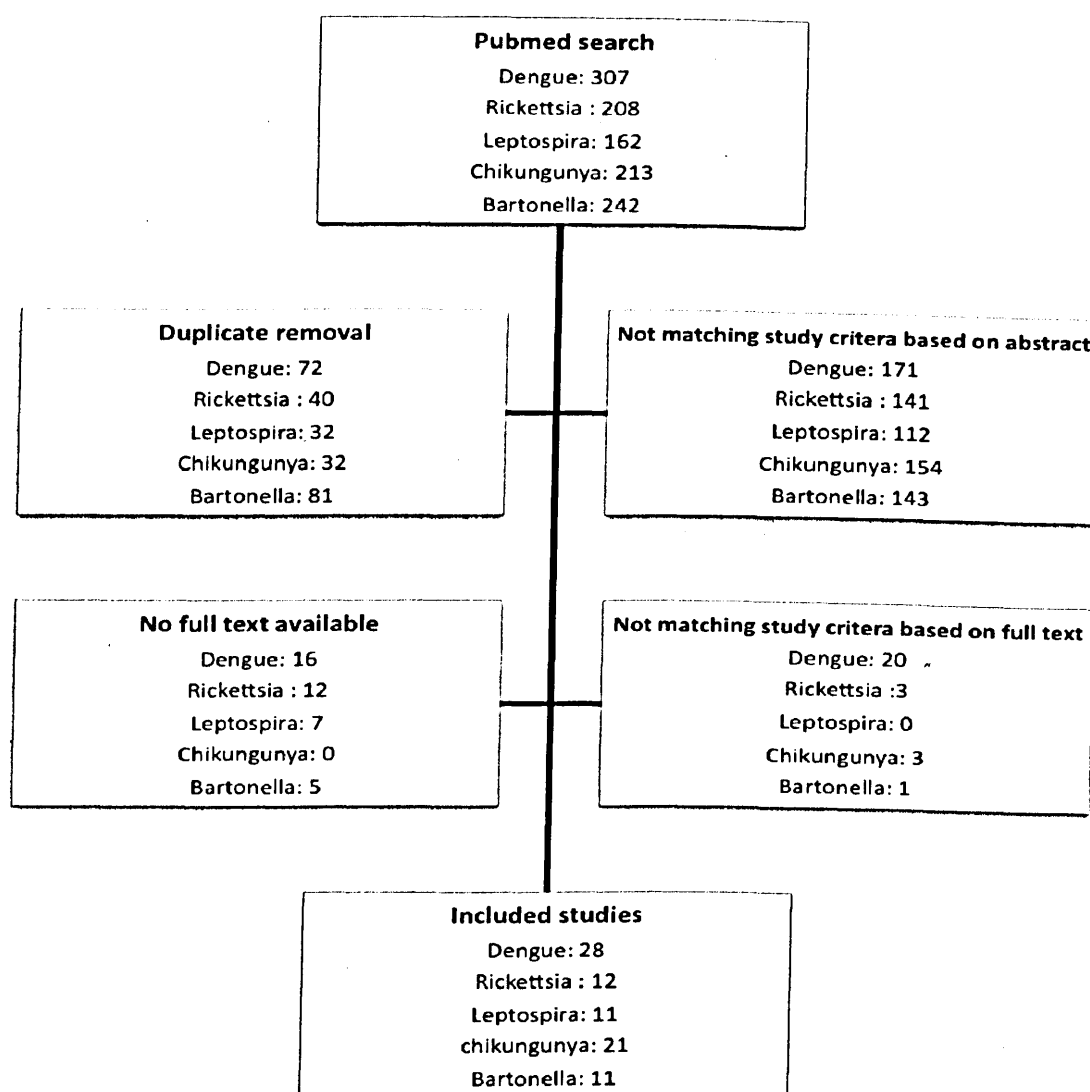 Pubmed search
Dengue: 307
Rickettsia : 208
Leptospira: 162
Chikungunya: 213
Bartonella: 242
Duplicate removal
Dengue: 72
Rickettsia : 40
Leptospira: 32
Chikungunya: 32
Bartonella: 81
Not matching study critera based on abstract
Dengue: 171
Rickettsia : 141
Leptospira: 112
Chikungunya: 154
Bartonella: 143
No full text available
Dengue: 16
Rickettsia : 12
Leptospira: 7
Chikungunya: 0
Bartonella: 5
Not matching study critera based on full text
Dengue: 20
Rickettsia :3
Leptospira: 0
Chikungunya: 3
Bartonella: 1
Included studies
Dengue: 28
Rickettsia : 12
Leptospira: 11
chikungunya: 21
Bartonella: 11